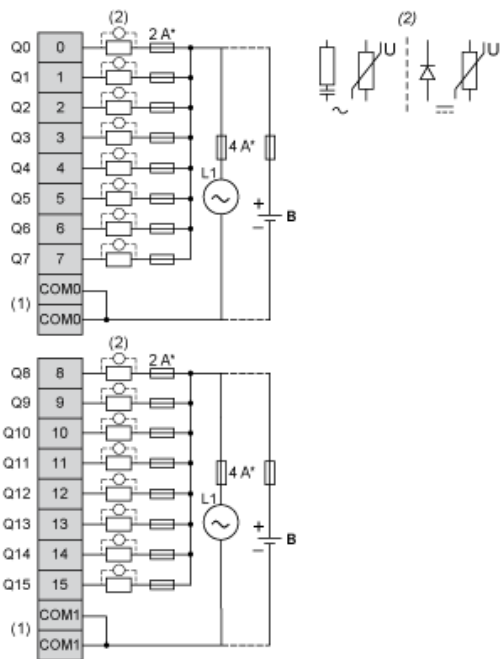 (2)
(2)
Q0 0 2 A*
U
U
Q1 1
Q2 2
Q3 3
Q4 4
4 A*
L1
Q5 5
Q6 6
+
B
−
Q7 7
COM0
(1)
COM0
(2)
Q8 8 2 A*
Q9 9
Q10 10
Q11 11
4 A*
Q12 12
L1
Q13 13
+
B
−
Q14 14
Q15 15
COM1
(1)
COM1